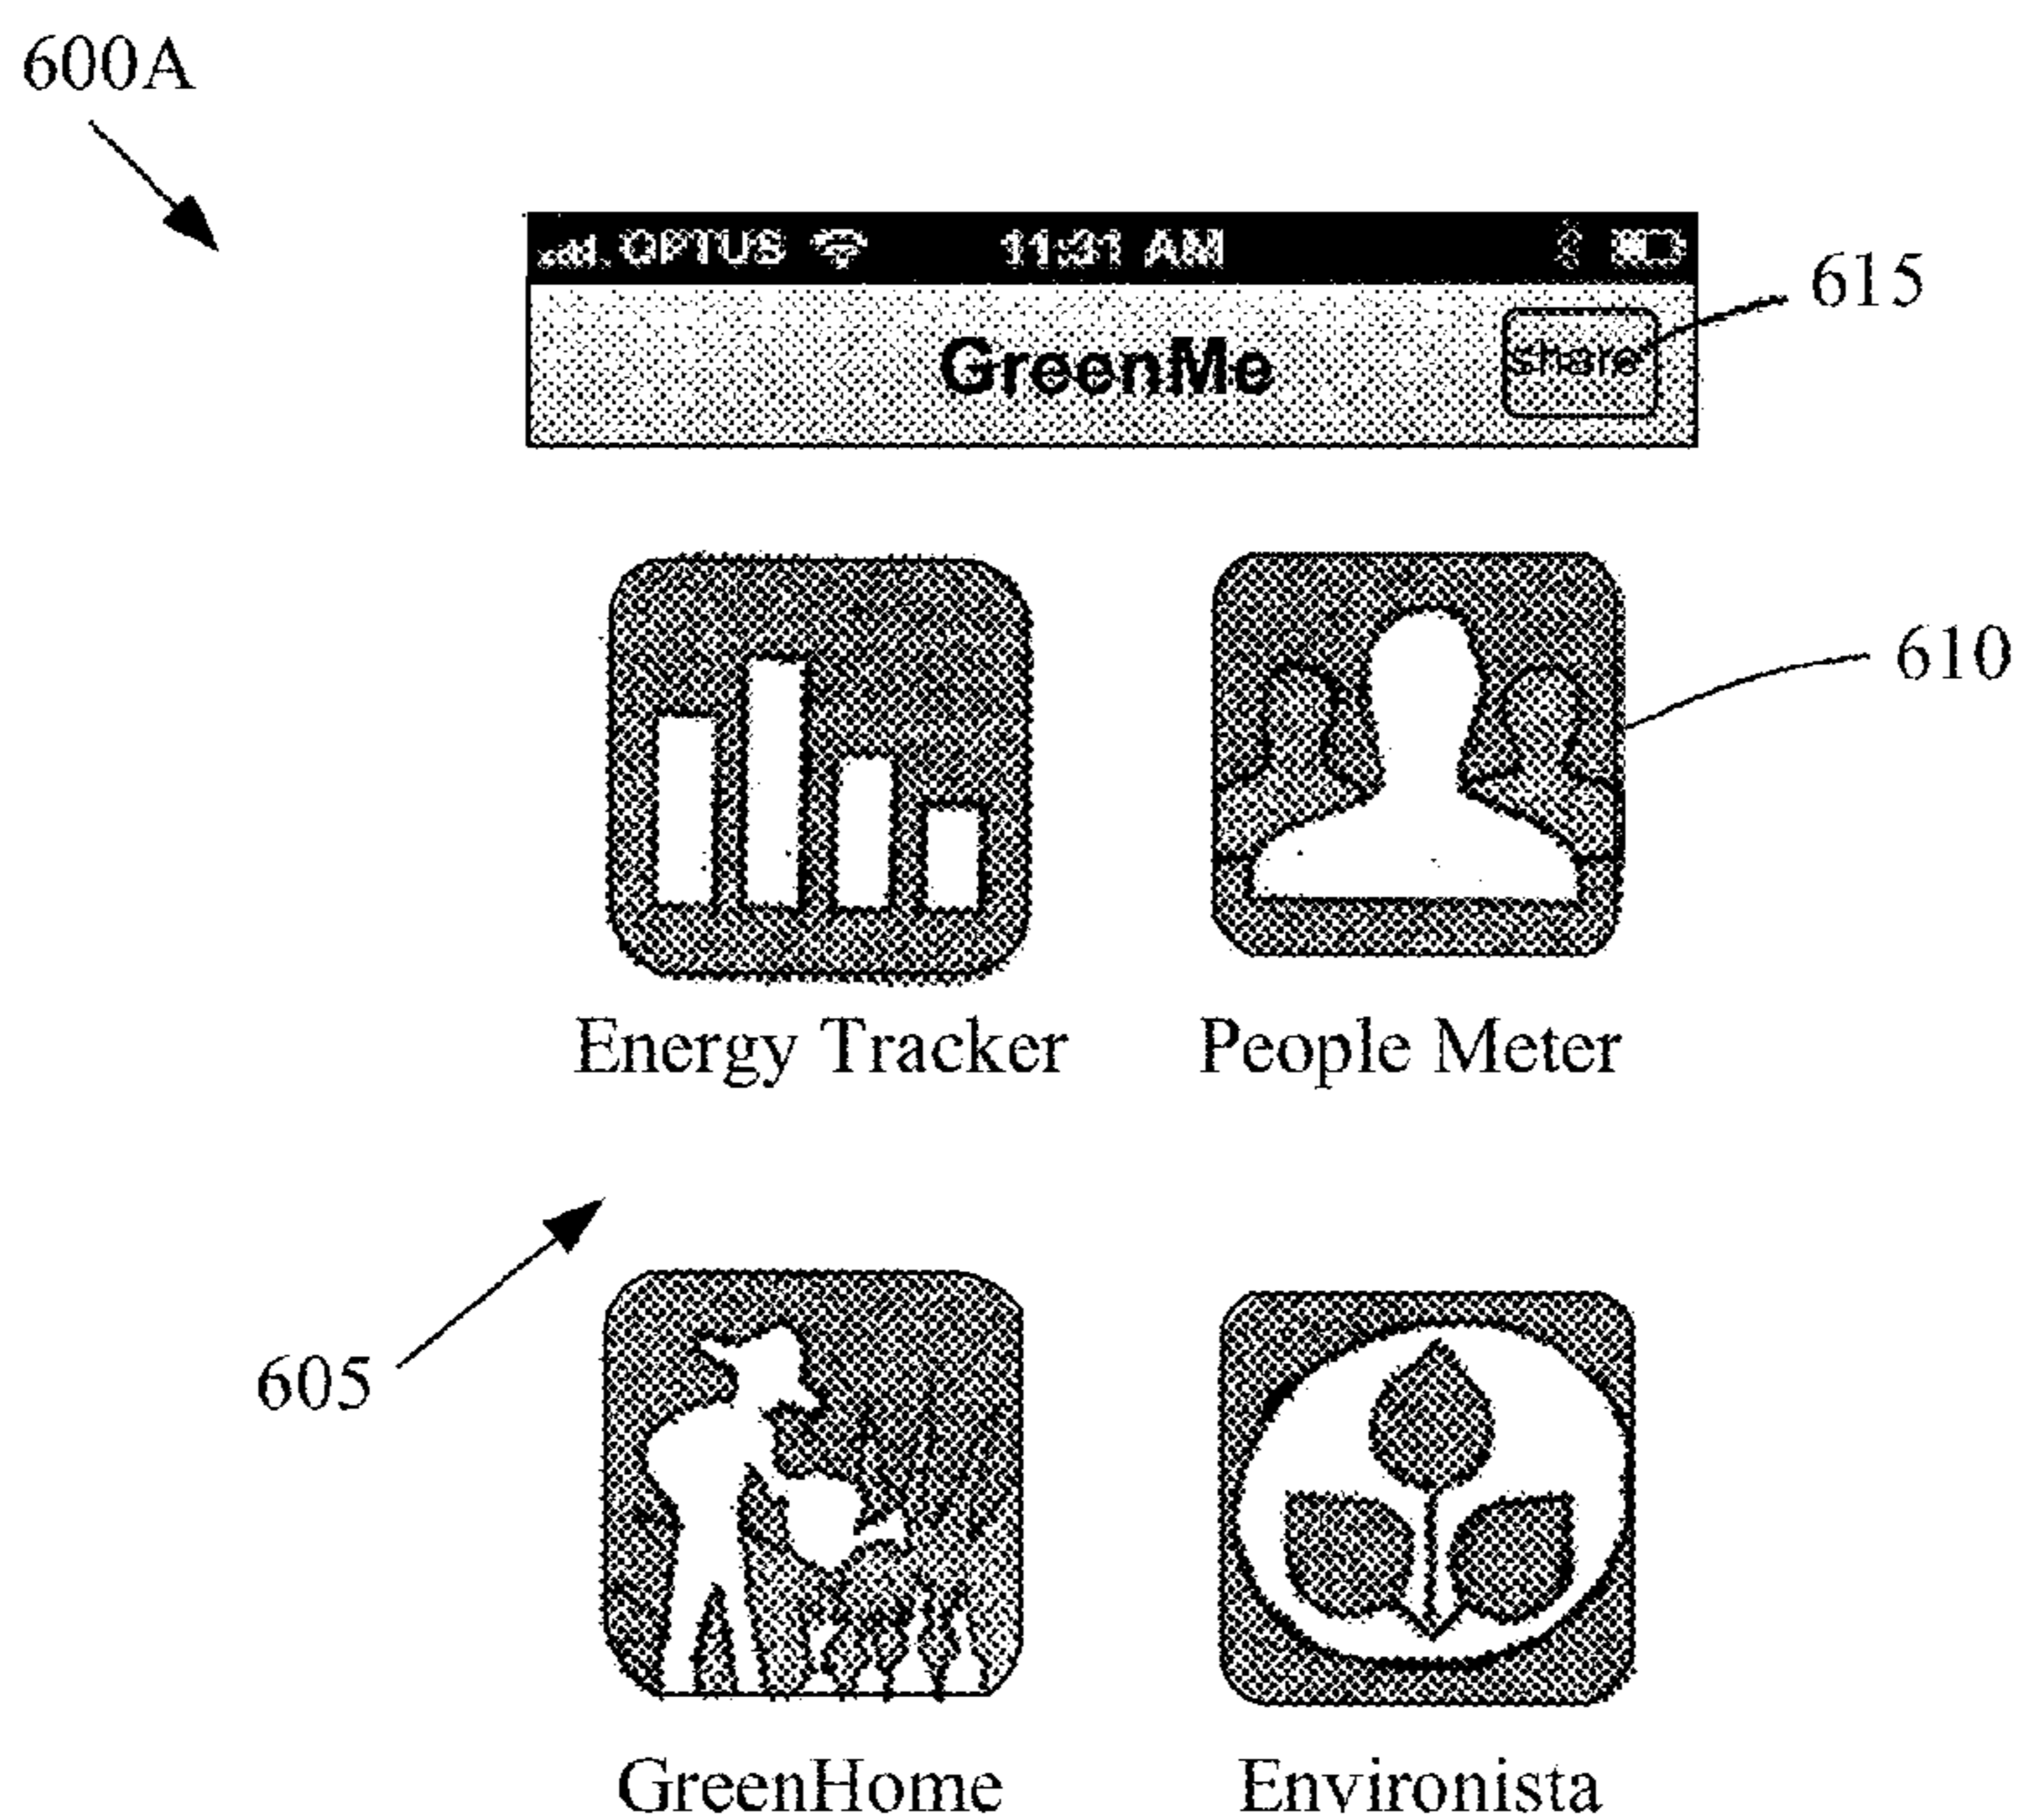 600A
OPTUS 11:31 AM
615
GreenMe share
610
Energy Tracker People Meter
605
GreenHome Environista